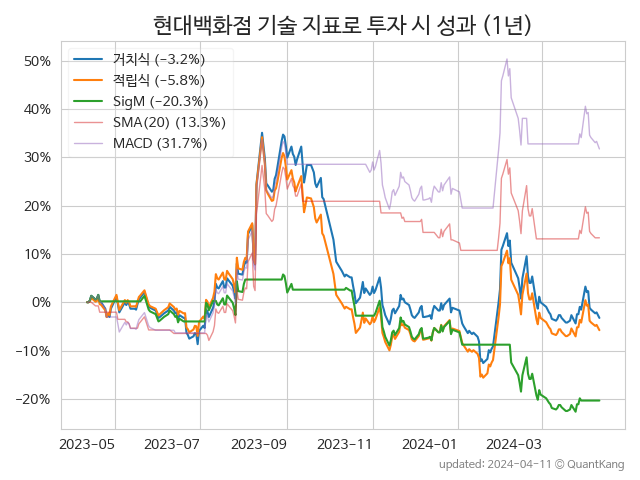 현대백화점 기술 지표로 투자 시 성과 (1년)
거치식 (−3.2%)
적립식 (−5.8%)
SigM (−20.3%)
SMA(20) (13.3%)
MACD (31.7%)
50%
40%
30%
20%
10%
0%
−10%
−20%
2023-05 2023-07 2023-09 2023-11 2024-01 2024-03
updated: 2024-04-11 © QuantKang